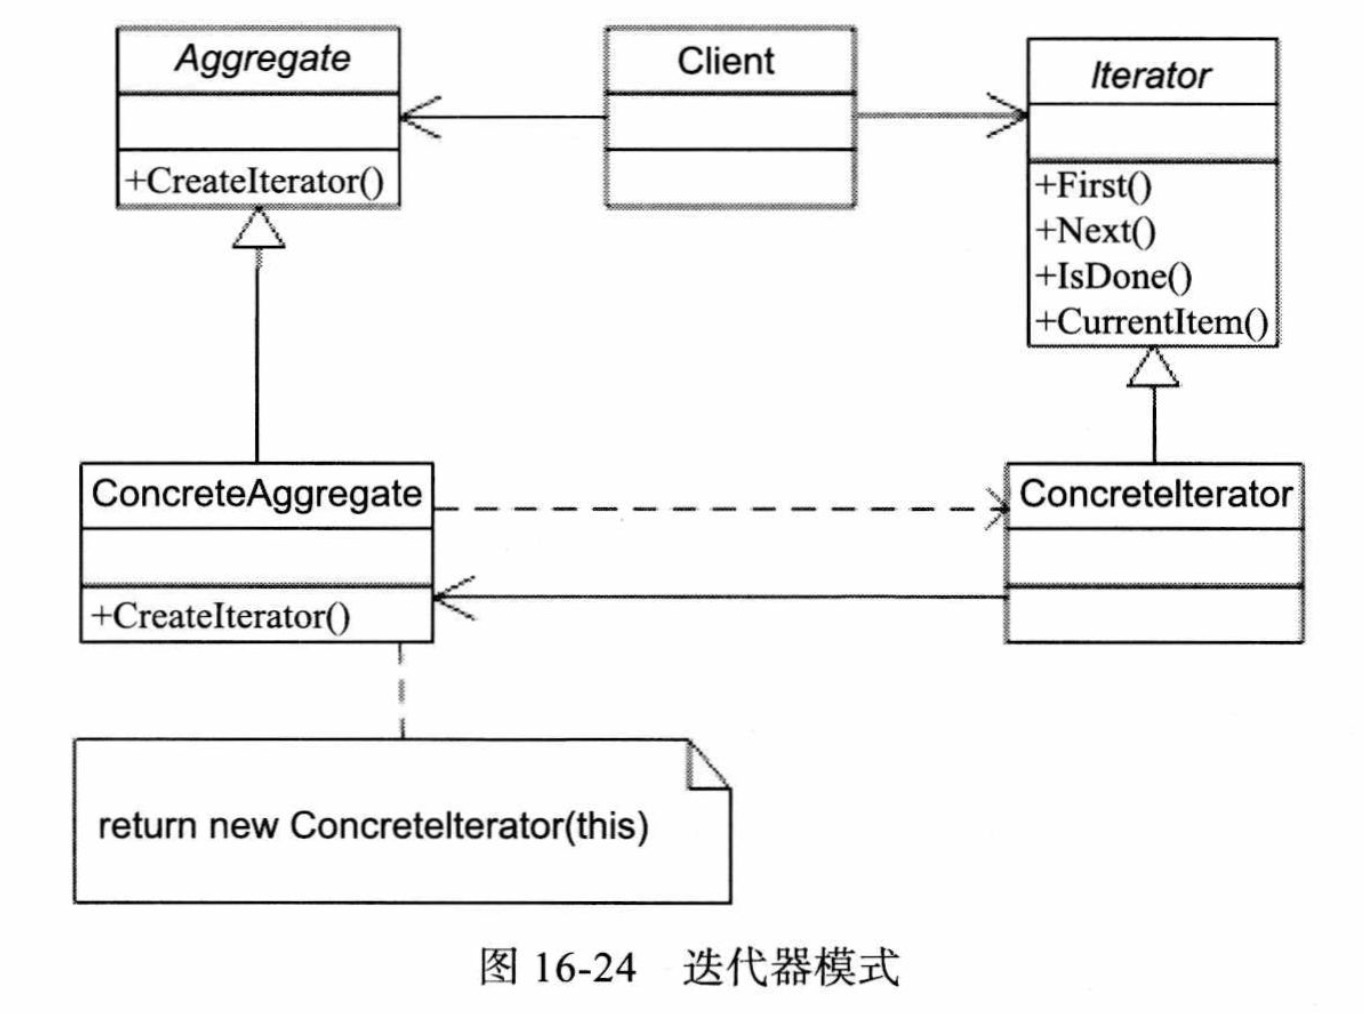 Aggregate
+CreateIterator()
Client
Iterator
+First()
+Next()
+IsDone()
+CurrentItem()
ConcreteAggregate
+CreateIterator()
ConcreteIterator
return new ConcreteIterator(this)
图 16-24 迭代器模式